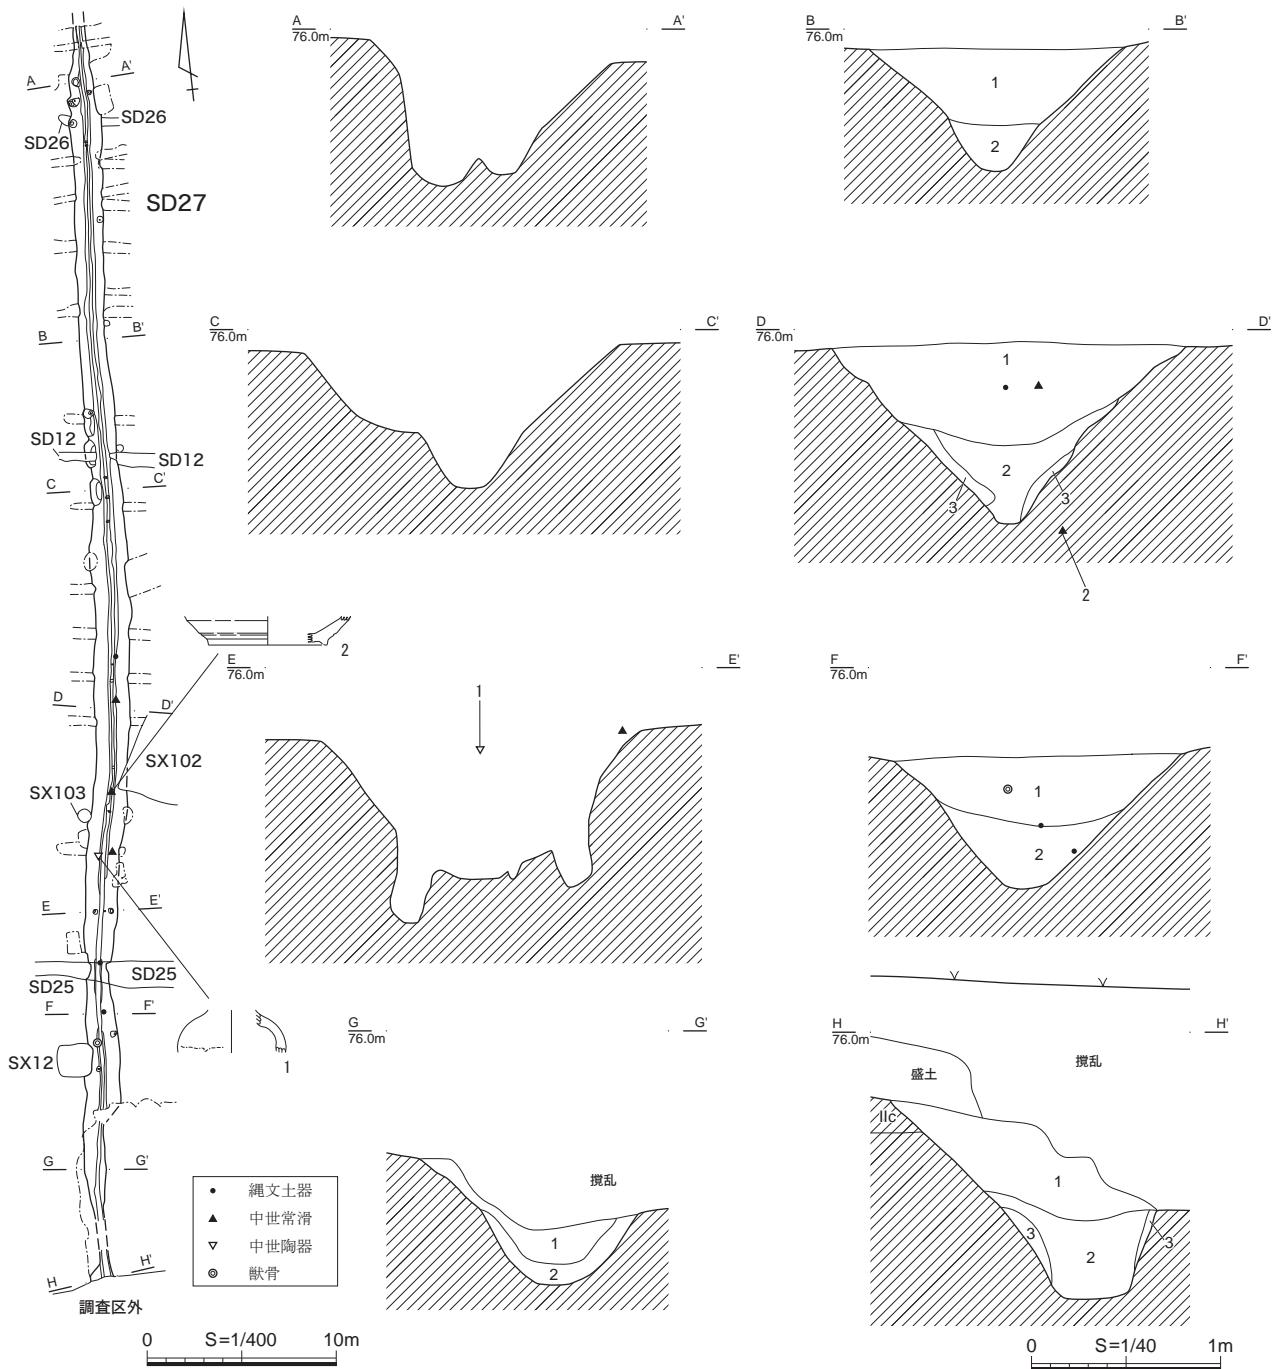 A
A'
SD26
SD26
SD27
B
B'
SD12
SD12
C
C'
D
D'
SX102
SX103
E
E'
SD25
SD25
F
F'
SX12
G
G'
H
H'
調査区外
0 S=1/400 10m
A
76.0m
A'
B
76.0m
B'
1
2
C
76.0m
C'
D
76.0m
D'
1
2
3
3
2
2
E
76.0m
E'
1
F
76.0m
F'
1
2
1
G
76.0m
G'
撹乱
1
2
H
76.0m
H'
盛土
撹乱
IIc
1
3
2
3
● 縄文土器
▲ 中世常滑
▽ 中世陶器
◎ 獣骨
0 S=1/40 1m